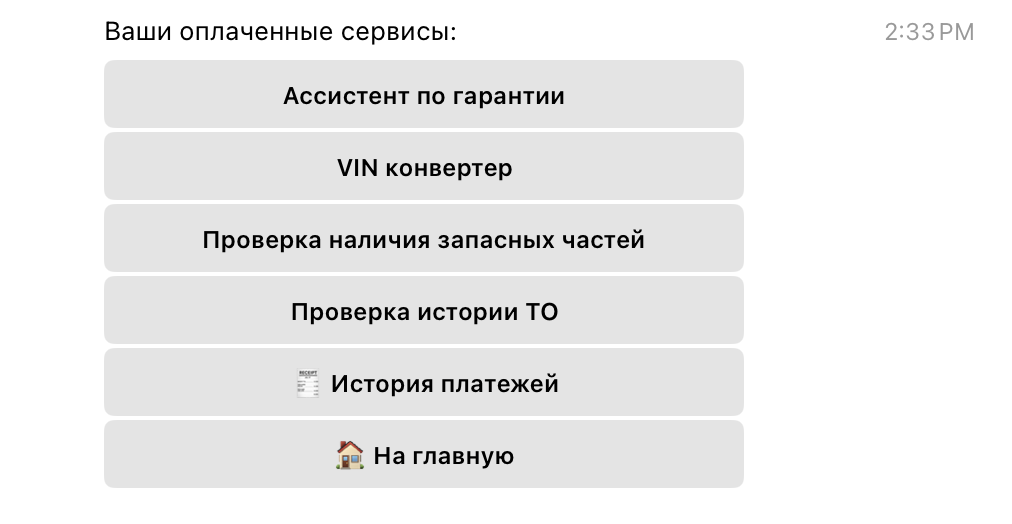 Ваши оплаченные сервисы:
2:33 PM
Ассистент по гарантии
VIN конвертер
Проверка наличия запасных частей
Проверка истории ТО
🧾 История платежей
🏠 На главную